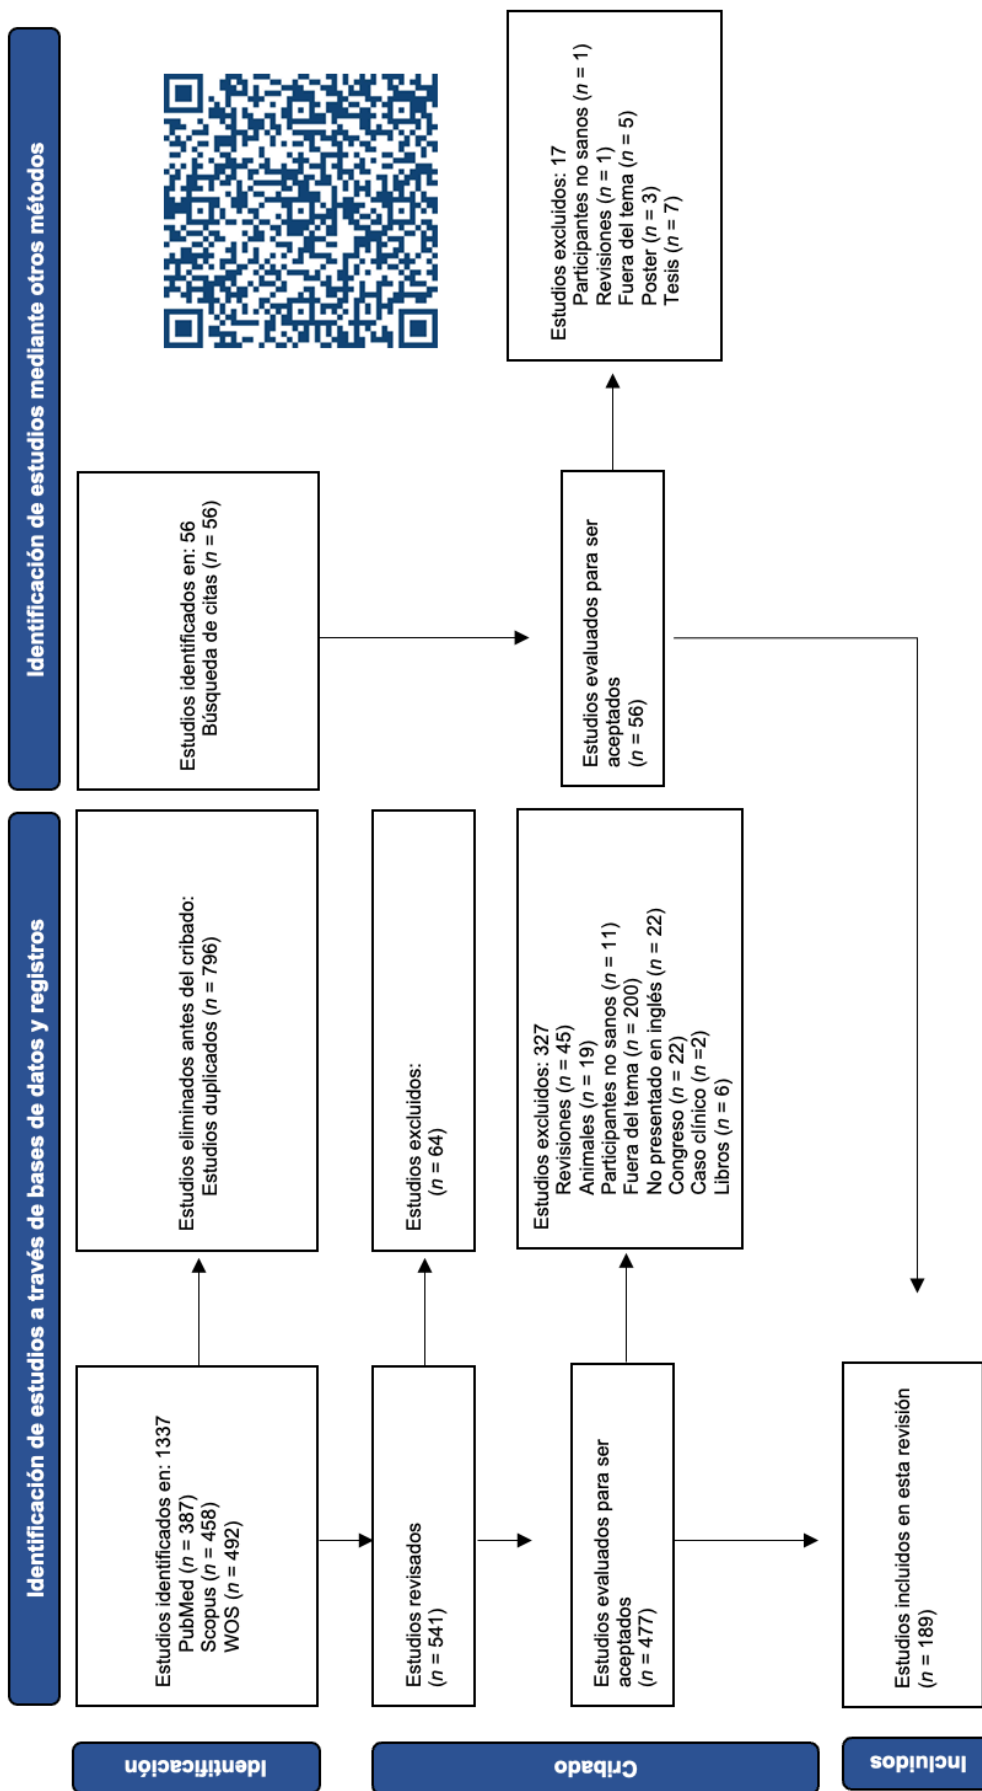 Identificación de estudios a través de bases de datos y registros
Identificación de estudios mediante otros métodos
Identificación
Estudios identificados en: 1337
PubMed (n = 387)
Scopus (n = 458)
WOS (n = 492)
Estudios eliminados antes del cribado:
Estudios duplicados (n = 796)
Estudios identificados en: 56
Búsqueda de citas (n = 56)
Cribado
Estudios revisados
(n = 541)
Estudios excluidos:
(n = 64)
Estudios evaluados para ser
aceptados
(n = 477)
Estudios excluidos: 327
Revisiones (n = 45)
Animales (n = 19)
Participantes no sanos (n = 11)
Fuera del tema (n = 200)
No presentado en inglés (n = 22)
Congreso (n = 22)
Caso clínico (n =2)
Libros (n = 6)
Estudios evaluados para ser
aceptados
(n = 56)
Estudios excluidos: 17
Participantes no sanos (n = 1)
Revisiones (n = 1)
Fuera del tema (n = 5)
Poster (n = 3)
Tesis (n = 7)
Incluidos
Estudios incluidos en esta revisión
(n = 189)